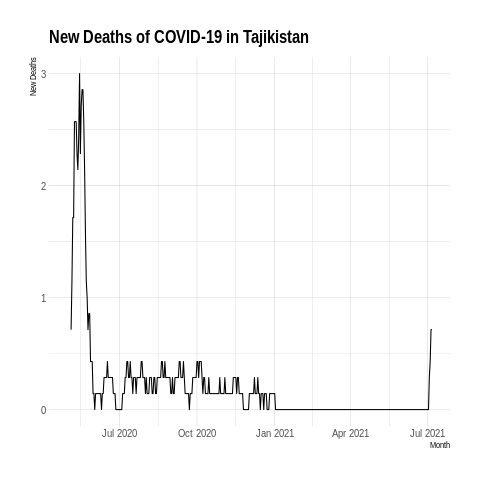 New Deaths of COVID-19 in Tajikistan
New Deaths
3
2
1
0
Jul 2020 Oct 2020 Jan 2021 Apr 2021 Jul 2021
Month